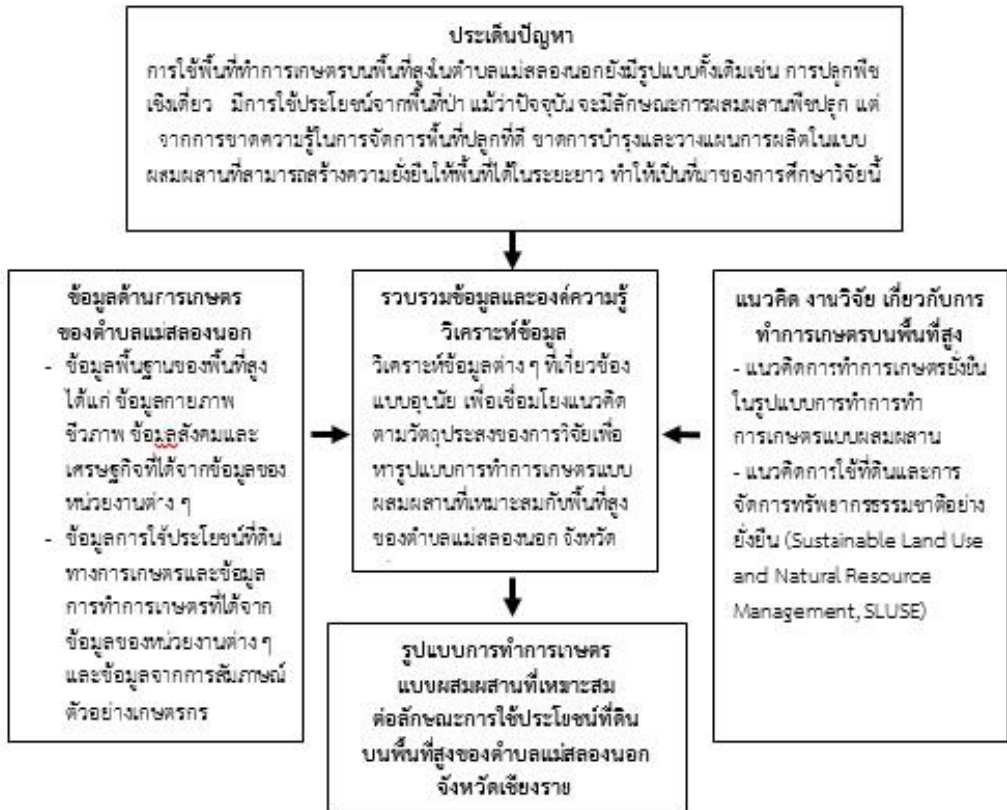 ประเด็นปัญหา
การใช้พื้นที่ทำการเกษตรบนพื้นที่สูงในตำบลแม่สลองนอกยังมีรูปแบบดั้งเดิมเช่น การปลูกพืช
เชิงเดี่ยว มีการใช้ประโยชน์จากพื้นที่ป่า แม้ว่าปัจจุบัน จะมีลักษณะการผสมผสานพืชปลูก แต่
จากการขาดความรู้ในการจัดการพื้นที่ปลูกที่ดี ขาดการบำรุงและวางแผนการผลิตในแบบ
ผสมผสานที่สามารถสร้างความยั่งยืนให้พื้นที่ได้ในระยะยาว ทำให้เป็นที่มาของการศึกษาวิจัยนี้
ข้อมูลด้านการเกษตร
ของตำบลแม่สลองนอก
- ข้อมูลพื้นฐานของพื้นที่สูง
ได้แก่ ข้อมูลกายภาพ
ชีวภาพ ข้อมูลสังคมและ
เศรษฐกิจที่ได้จากข้อมูลของ
หน่วยงานต่าง ๆ
- ข้อมูลการใช้ประโยชน์ที่ดิน
ทางการเกษตรและข้อมูล
การทำการเกษตรที่ได้จาก
ข้อมูลของหน่วยงานต่าง ๆ
และข้อมูลจากการสัมภาษณ์
ตัวอย่างเกษตรกร
รวบรวมข้อมูลและองค์ความรู้
วิเคราะห์ข้อมูล
วิเคราะห์ข้อมูลต่าง ๆ ที่เกี่ยวข้อง
แบบอุปนัย เพื่อเชื่อมโยงแนวคิด
ตามวัตถุประสงของการวิจัยเพื่อ
หารูปแบบการทำการเกษตรแบบ
ผสมผสานที่เหมาะสมกับพื้นที่สูง
ของตำบลแม่สลองนอก จังหวัด
แนวคิด งานวิจัย เกี่ยวกับการ
ทำการเกษตรบนพื้นที่สูง
- แนวคิดการทำการเกษตรยั่งยืน
ในรูปแบบการทำการทำ
การเกษตรแบบผสมผสาน
- แนวคิดการใช้ที่ดินและการ
จัดการทรัพยากรธรรมชาติอย่าง
ยั่งยืน (Sustainable Land Use
and Natural Resource
Management, SLUSE)
รูปแบบการทำการเกษตร
แบบผสมผสานที่เหมาะสม
ต่อลักษณะการใช้ประโยชน์ที่ดิน
บนพื้นที่สูงของตำบลแม่สลองนอก
จังหวัดเชียงราย